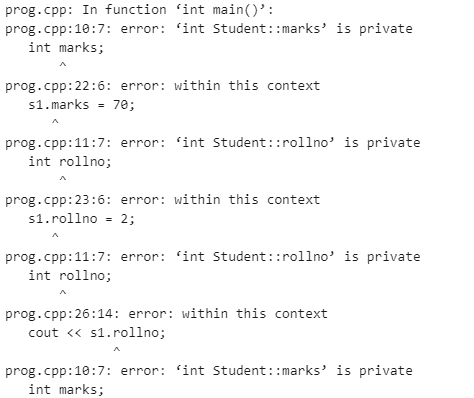 prog.cpp: In function ‘int main()’:
prog.cpp:10:7: error: ‘int Student::marks’ is private
int marks;
^
prog.cpp:22:6: error: within this context
s1.marks = 70;
^
prog.cpp:11:7: error: ‘int Student::rollno’ is private
int rollno;
^
prog.cpp:23:6: error: within this context
s1.rollno = 2;
^
prog.cpp:11:7: error: ‘int Student::rollno’ is private
int rollno;
^
prog.cpp:26:14: error: within this context
cout << s1.rollno;
^
prog.cpp:10:7: error: ‘int Student::marks’ is private
int marks;